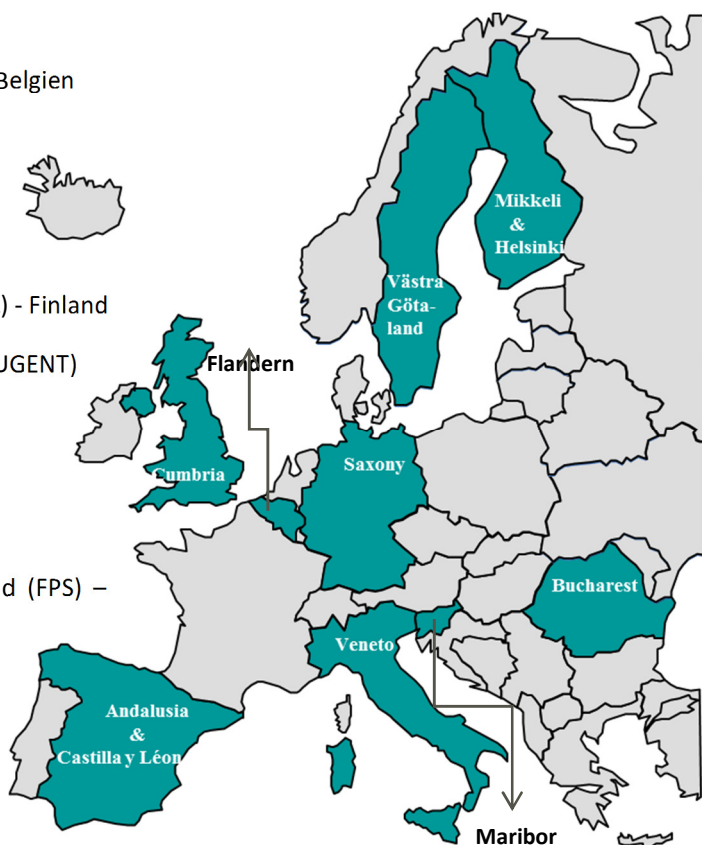 Belgien
) - Finland
UGENT)
d (FPS) –
Mikkeli
&
Helsinki
Västra
Göta-
land
Flandern
Cumbria
Saxony
Bucharest
Veneto
Andalusia
&
Castilla y Léon
Maribor